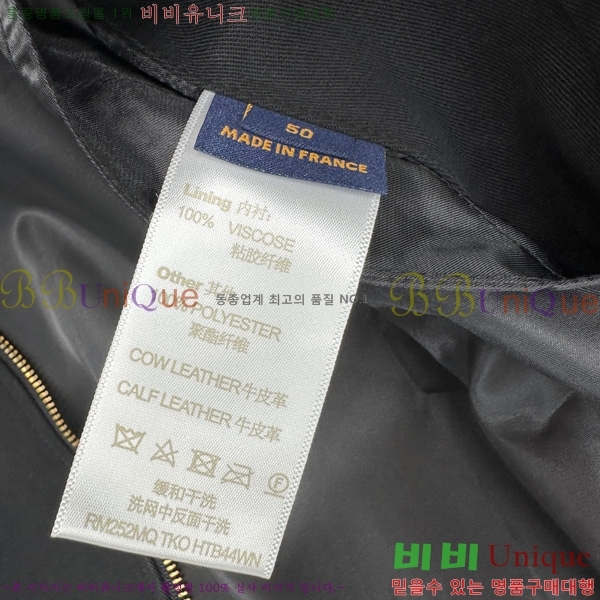 비비유니크
50
MADE IN FRANCE
Lining 内衬:
100% VISCOSE
粘胶纤维
BBUniQue
동종업계 최고의 품질 NO.1
BBUniQue
Other 其他:
POLYESTER
聚酯纤维
COW LEATHER 牛皮革
CALF LEATHER 牛皮革
F
缓和干洗
洗网中反面干洗
RM252MQ TKO HTB44WN
비비 Unique
믿을수 있는 명품구매대행